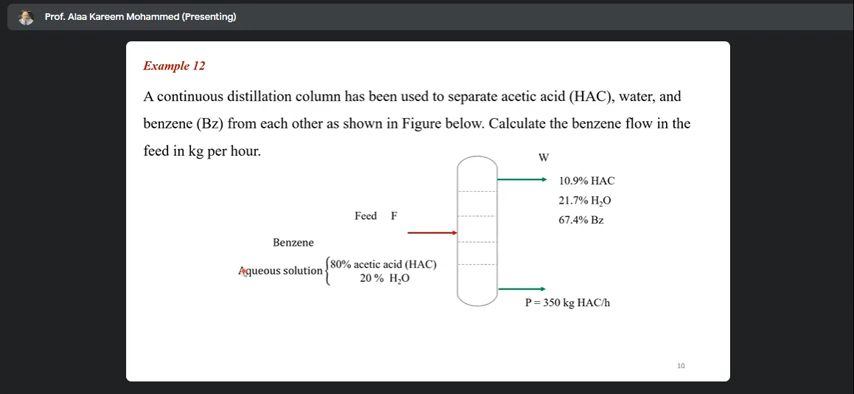 Prof. Alaa Kareem Mohammed (Presenting)
Example 12
A continuous distillation column has been used to separate acetic acid (HAC), water, and
benzene (Bz) from each other as shown in Figure below. Calculate the benzene flow in the
feed in kg per hour.
W
10.9% HAC
21.7% H₂O
67.4% Bz
Feed F
Benzene
Aqueous solution { 80% acetic acid (HAC)
20 % H₂O
P = 350 kg HAC/h
10